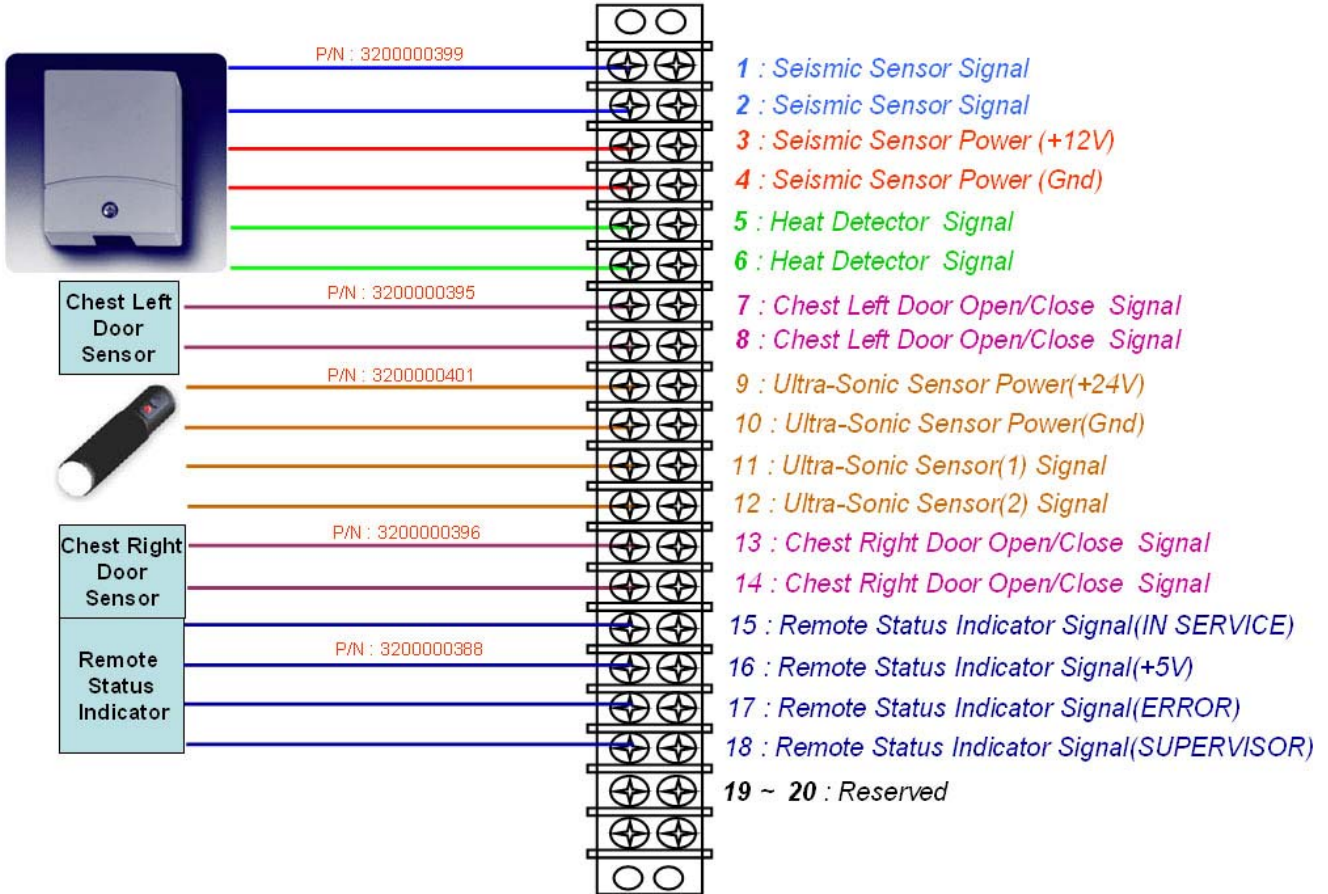 P/N : 3200000399
1 : Seismic Sensor Signal
2 : Seismic Sensor Signal
3 : Seismic Sensor Power (+12V)
4 : Seismic Sensor Power (Gnd)
5 : Heat Detector Signal
6 : Heat Detector Signal
Chest Left
Door
Sensor
P/N : 3200000395
7 : Chest Left Door Open/Close Signal
8 : Chest Left Door Open/Close Signal
P/N : 3200000401
9 : Ultra-Sonic Sensor Power(+24V)
10 : Ultra-Sonic Sensor Power(Gnd)
11 : Ultra-Sonic Sensor(1) Signal
12 : Ultra-Sonic Sensor(2) Signal
Chest Right
Door
Sensor
P/N : 3200000396
13 : Chest Right Door Open/Close Signal
14 : Chest Right Door Open/Close Signal
Remote
Status
Indicator
P/N : 3200000388
15 : Remote Status Indicator Signal(IN SERVICE)
16 : Remote Status Indicator Signal(+5V)
17 : Remote Status Indicator Signal(ERROR)
18 : Remote Status Indicator Signal(SUPERVISOR)
19 ~ 20 : Reserved